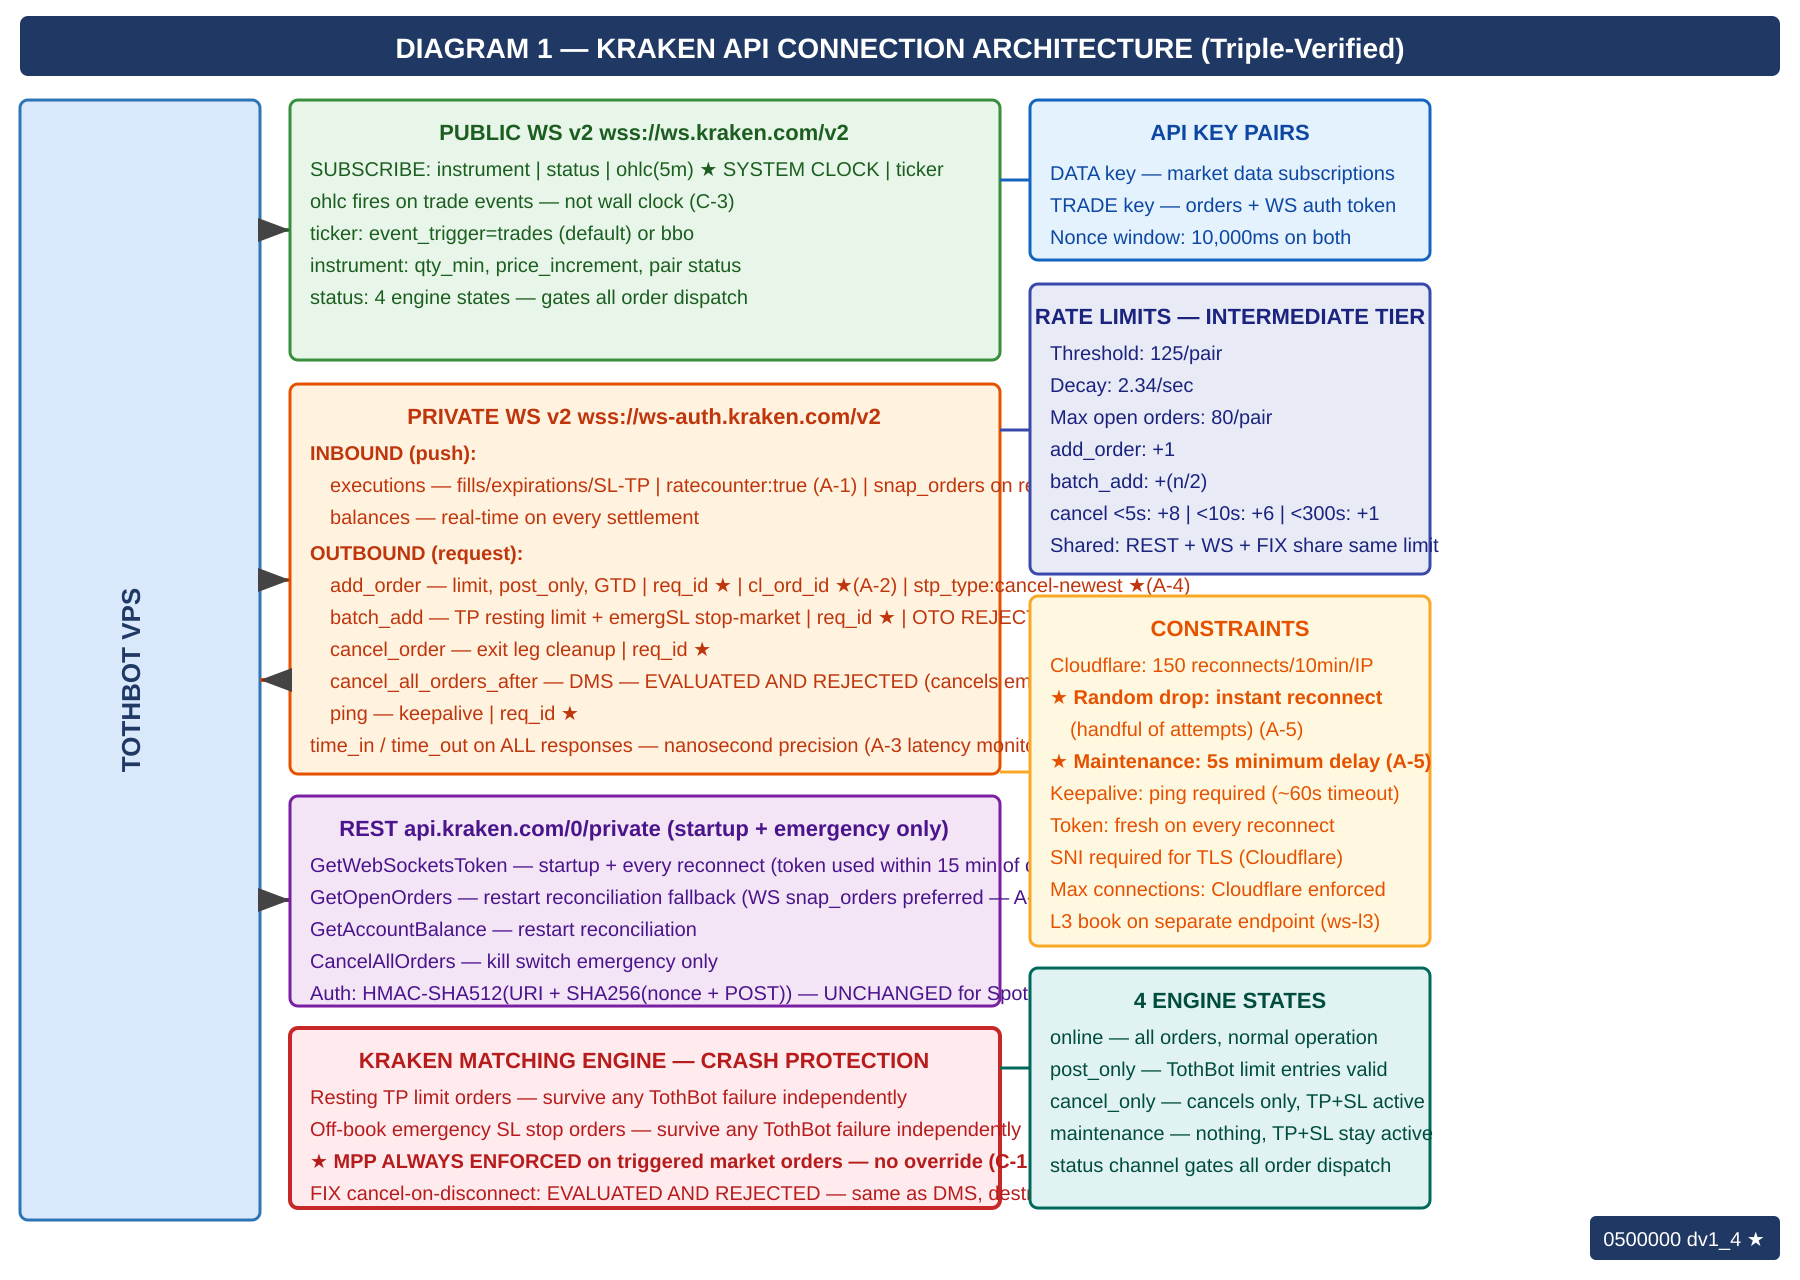 DIAGRAM 1 — KRAKEN API CONNECTION ARCHITECTURE (Triple-Verified)
TOTHBOT VPS
PUBLIC WS v2 wss://ws.kraken.com/v2
SUBSCRIBE: instrument | status | ohlc(5m) ★ SYSTEM CLOCK | ticker
ohlc fires on trade events — not wall clock (C-3)
ticker: event_trigger=trades (default) or bbo
instrument: qty_min, price_increment, pair status
status: 4 engine states — gates all order dispatch
PRIVATE WS v2 wss://ws-auth.kraken.com/v2
INBOUND (push):
executions — fills/expirations/SL-TP | ratecounter:true (A-1) | snap_orders on
balances — real-time on every settlement
OUTBOUND (request):
add_order — limit, post_only, GTD | req_id ★ | cl_ord_id ★(A-2) | stp_type:cancel-newest ★(A-4)
batch_add — TP resting limit + emergSL stop-market | req_id ★ | OTO REJECT
cancel_order — exit leg cleanup | req_id ★
cancel_all_orders_after — DMS — EVALUATED AND REJECTED (cancels em
ping — keepalive | req_id ★
time_in / time_out on ALL responses — nanosecond precision (A-3 latency monito
REST api.kraken.com/0/private (startup + emergency only)
GetWebSocketsToken — startup + every reconnect (token used within 15 min of
GetOpenOrders — restart reconciliation fallback (WS snap_orders preferred — A-
GetAccountBalance — restart reconciliation
CancelAllOrders — kill switch emergency only
Auth: HMAC-SHA512(URI + SHA256(nonce + POST)) — UNCHANGED for Spot
KRAKEN MATCHING ENGINE — CRASH PROTECTION
Resting TP limit orders — survive any TothBot failure independently
Off-book emergency SL stop orders — survive any TothBot failure independently
★ MPP ALWAYS ENFORCED on triggered market orders — no override (C-1
FIX cancel-on-disconnect: EVALUATED AND REJECTED — same as DMS, dest
API KEY PAIRS
DATA key — market data subscriptions
TRADE key — orders + WS auth token
Nonce window: 10,000ms on both
RATE LIMITS — INTERMEDIATE TIER
Threshold: 125/pair
Decay: 2.34/sec
Max open orders: 80/pair
add_order: +1
batch_add: +(n/2)
cancel <5s: +8 | <10s: +6 | <300s: +1
Shared: REST + WS + FIX share same limit
CONSTRAINTS
Cloudflare: 150 reconnects/10min/IP
★ Random drop: instant reconnect
(handful of attempts) (A-5)
★ Maintenance: 5s minimum delay (A-5)
Keepalive: ping required (~60s timeout)
Token: fresh on every reconnect
SNI required for TLS (Cloudflare)
Max connections: Cloudflare enforced
L3 book on separate endpoint (ws-l3)
4 ENGINE STATES
online — all orders, normal operation
post_only — TothBot limit entries valid
cancel_only — cancels only, TP+SL active
maintenance — nothing, TP+SL stay active
status channel gates all order dispatch
0500000 dv1_4 ★